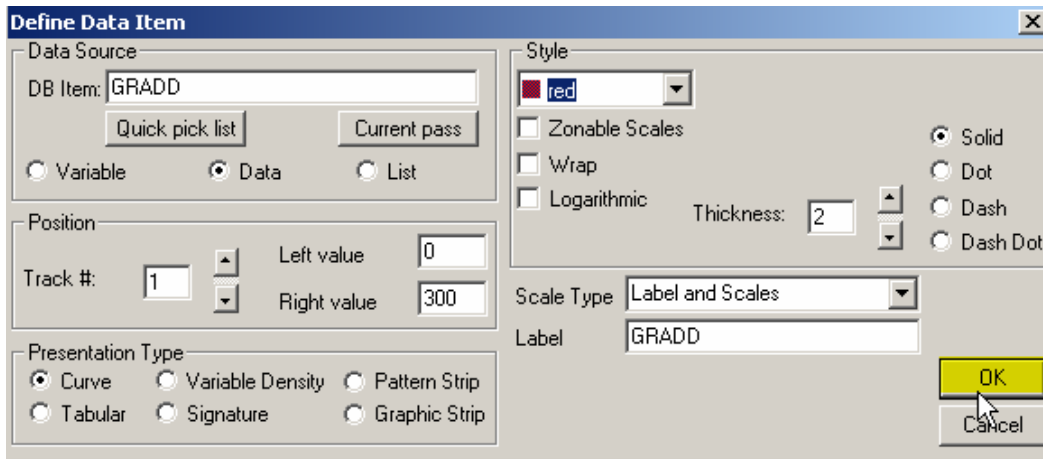 Define Data Item
Data Source
DB Item: GRADD
Quick pick list Current pass
Variable Data List
Position
Track #: 1
Left value 0
Right value 300
Presentation Type
Curve Variable Density Pattern Strip
Tabular Signature Graphic Strip
Style
red
Zonable Scales
Wrap
Logarithmic
Thickness: 2
Solid
Dot
Dash
Dash Dot
Scale Type Label and Scales
Label GRADD
OK
Cancel